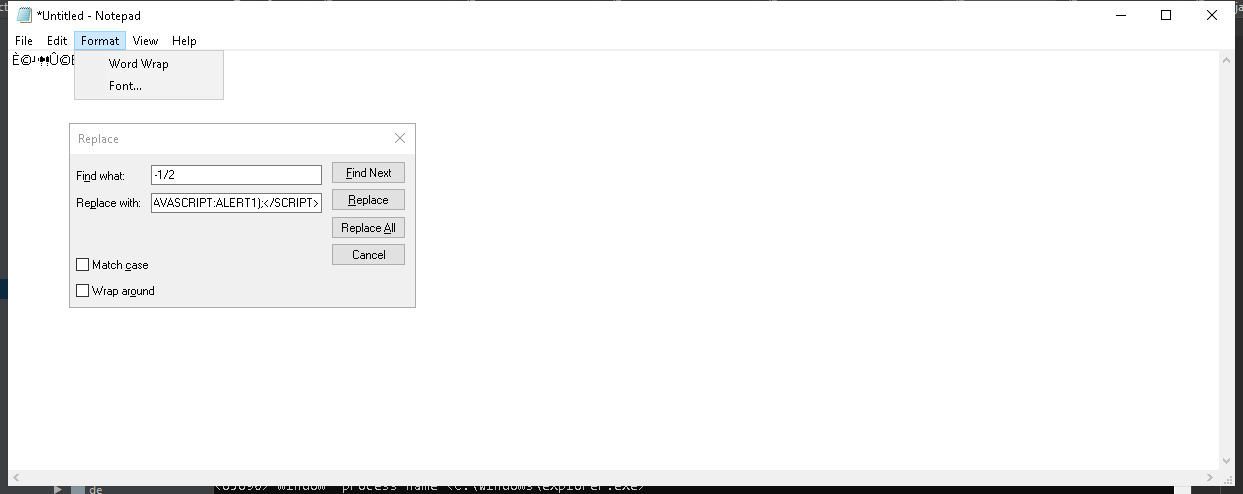 *Untitled - Notepad
File Edit Format View Help
Word Wrap
Font...
Replace
Find what: -1/2 Find Next
Replace with: AVASCRIPT:ALERT1);</SCRIPT> Replace
Replace All
Cancel
Match case
Wrap around
de